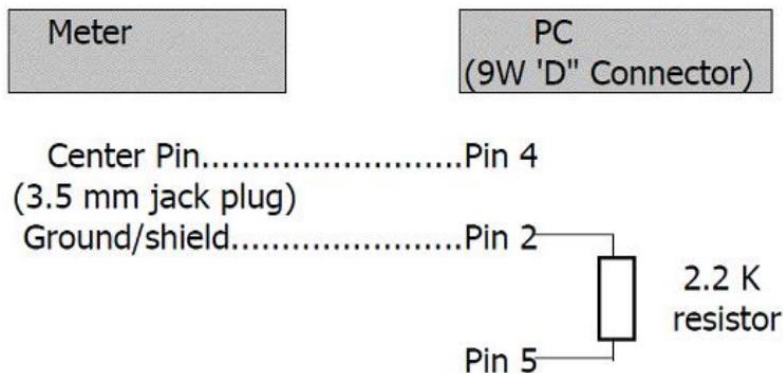 Meter
PC
(9W 'D" Connector)
Center Pin..........................Pin 4
(3.5 mm jack plug)
Ground/shield.......................Pin 2
2.2 K
resistor
Pin 5